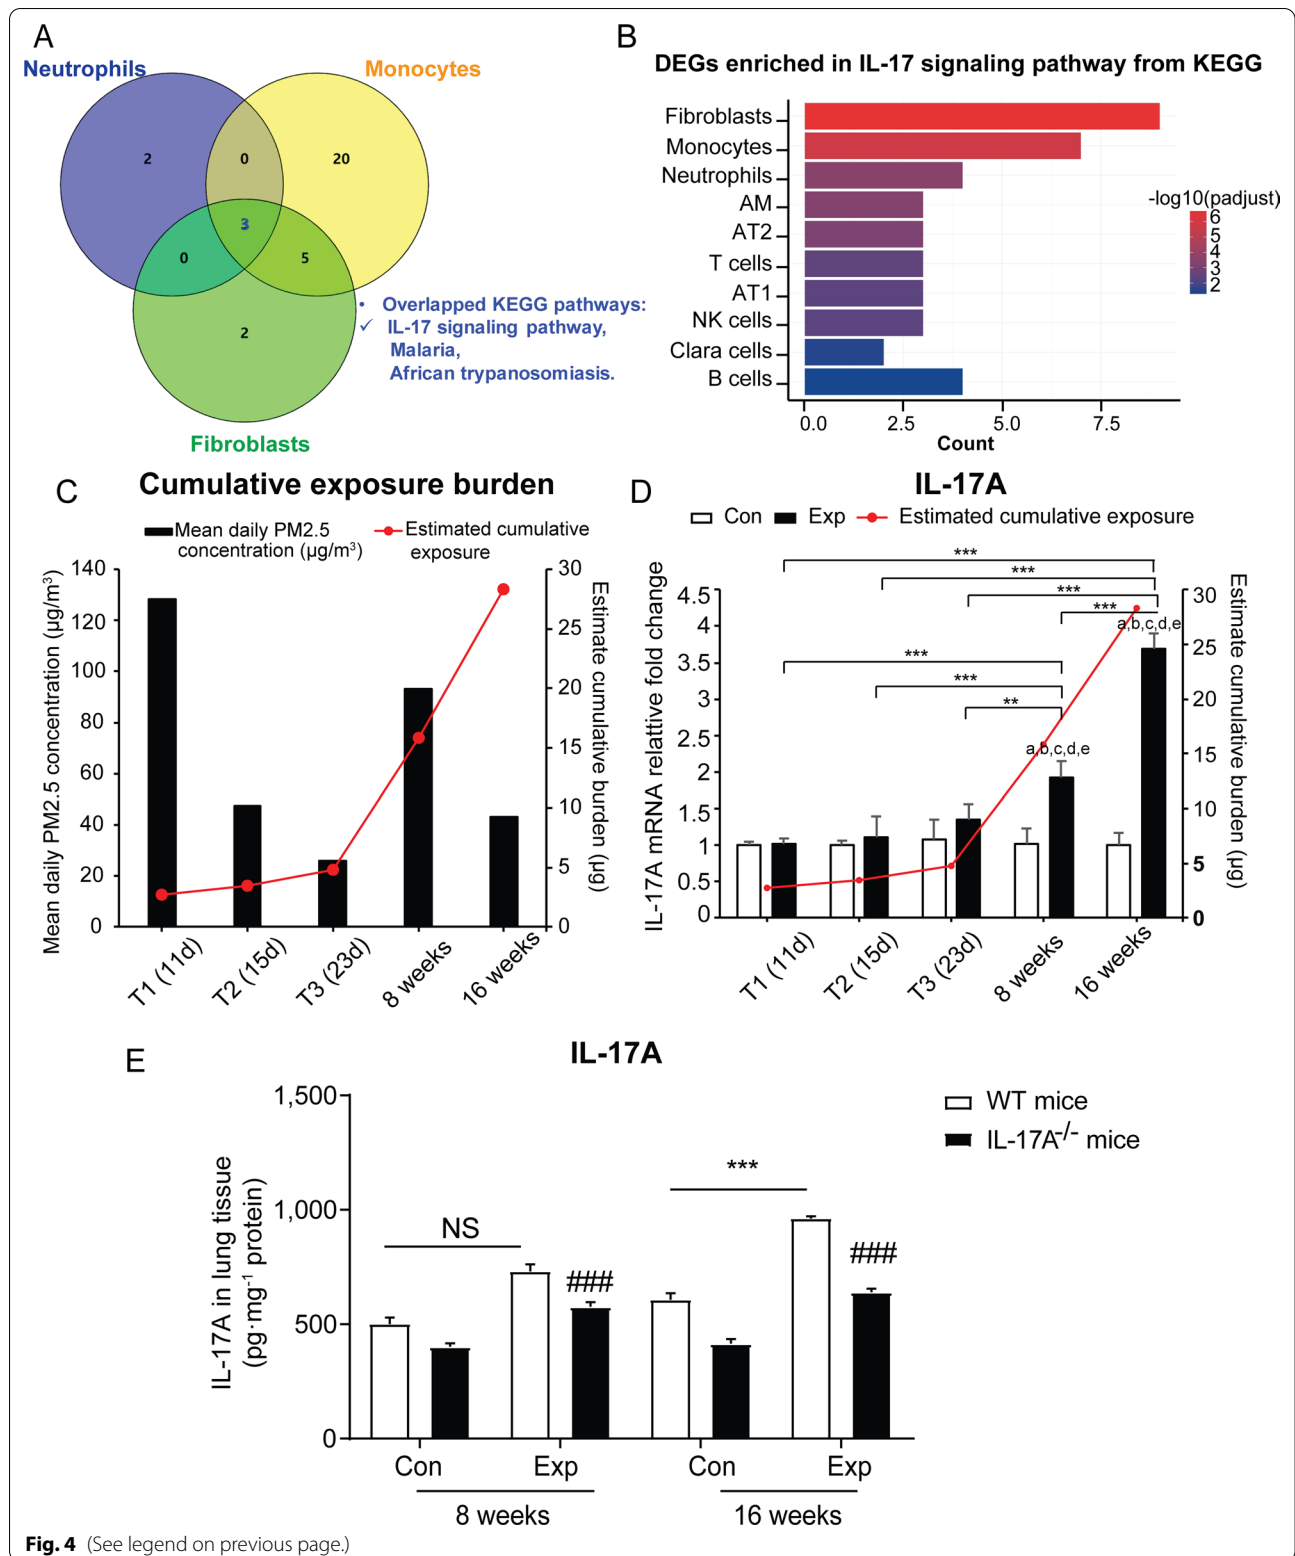 A
Neutrophils
Monocytes
2
0
20
3
0
5
2
• Overlapped KEGG pathways:
✓ IL-17 signaling pathway,
Malaria,
African trypanosomiasis.
Fibroblasts
B
DEGs enriched in IL-17 signaling pathway from KEGG
Fibroblasts
Monocytes
Neutrophils
AM
AT2
T cells
AT1
NK cells
Clara cells
B cells
0.0 2.5 5.0 7.5
Count
-log10(padjust)
6
5
4
3
2
C
Cumulative exposure burden
Mean daily PM2.5
concentration (µg/m³)
Estimated cumulative
exposure
Mean daily PM2.5 concentration (µg/m³)
140
120
100
80
60
40
20
0
30
25
20
15
10
5
0
Estimate cumulative burden (µg)
T1 (11d) T2 (15d) T3 (23d) 8 weeks 16 weeks
D
IL-17A
Con Exp Estimated cumulative exposure
IL-17A mRNA relative fold change
4.5
4
3.5
3
2.5
2
1.5
1
0.5
0
***
***
***
***
a,b,c,d,e
***
***
**
a,b,c,d,e
30
25
20
15
10
5
0
Estimate cumulative burden (µg)
T1 (11d) T2 (15d) T3 (23d) 8 weeks 16 weeks
E
IL-17A
WT mice
IL-17A-/- mice
IL-17A in lung tissue
(pg·mg-1 protein)
1,500
1,000
500
0
NS
###
***
###
Con Exp Con Exp
8 weeks 16 weeks
Fig. 4 (See legend on previous page.)